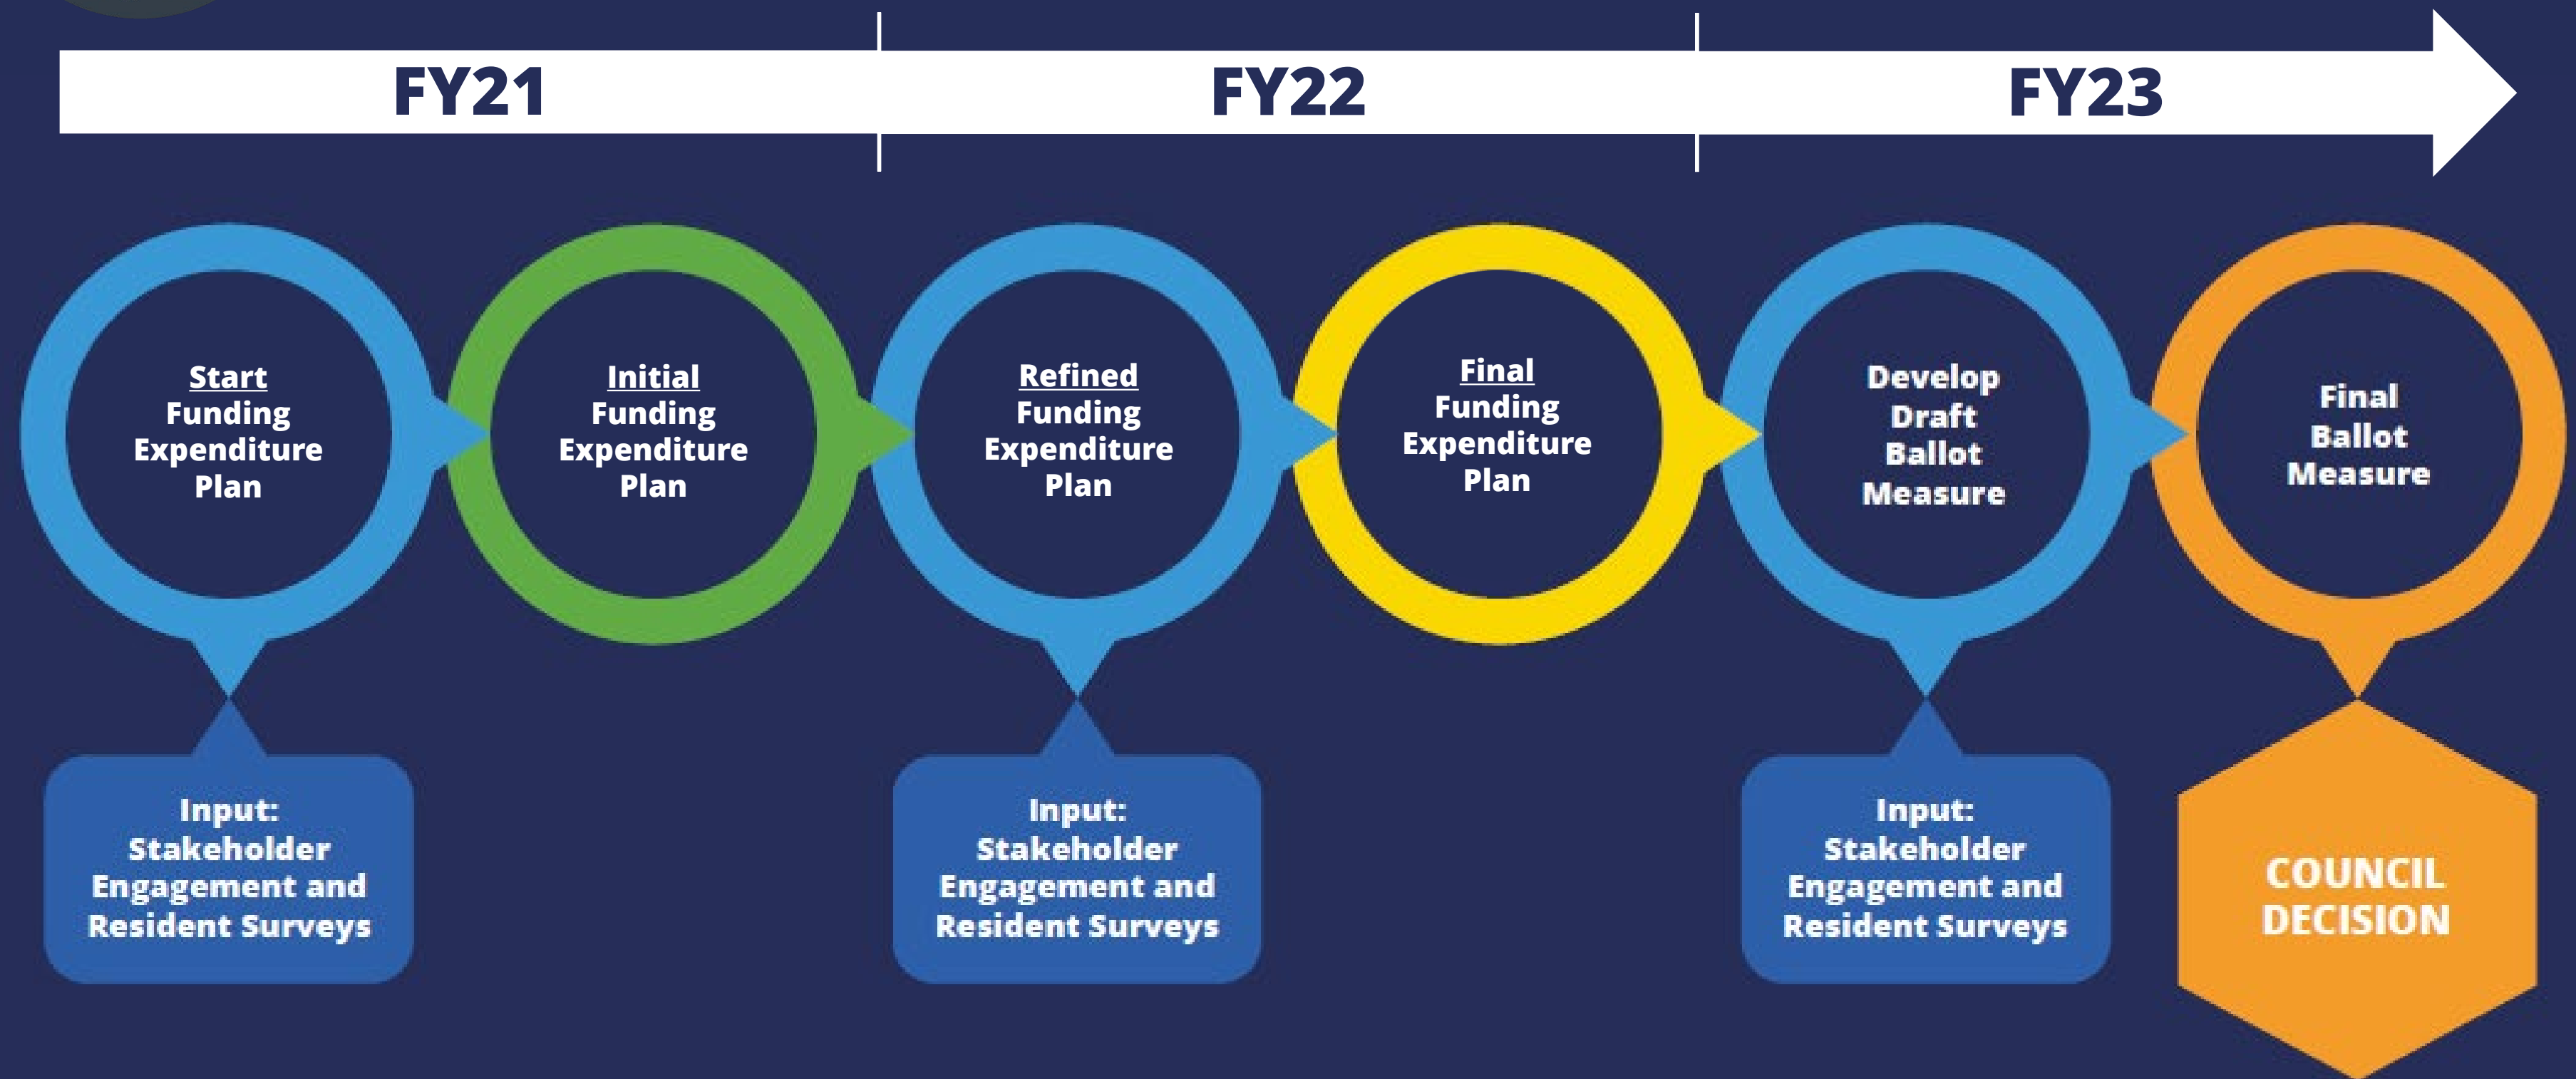 FY21
FY22
FY23
Start
Funding
Expenditure
Plan
Initial
Funding
Expenditure
Plan
Refined
Funding
Expenditure
Plan
Final
Funding
Expenditure
Plan
Develop
Draft
Ballot
Measure
Final
Ballot
Measure
Input:
Stakeholder
Engagement and
Resident Surveys
Input:
Stakeholder
Engagement and
Resident Surveys
Input:
Stakeholder
Engagement and
Resident Surveys
COUNCIL
DECISION